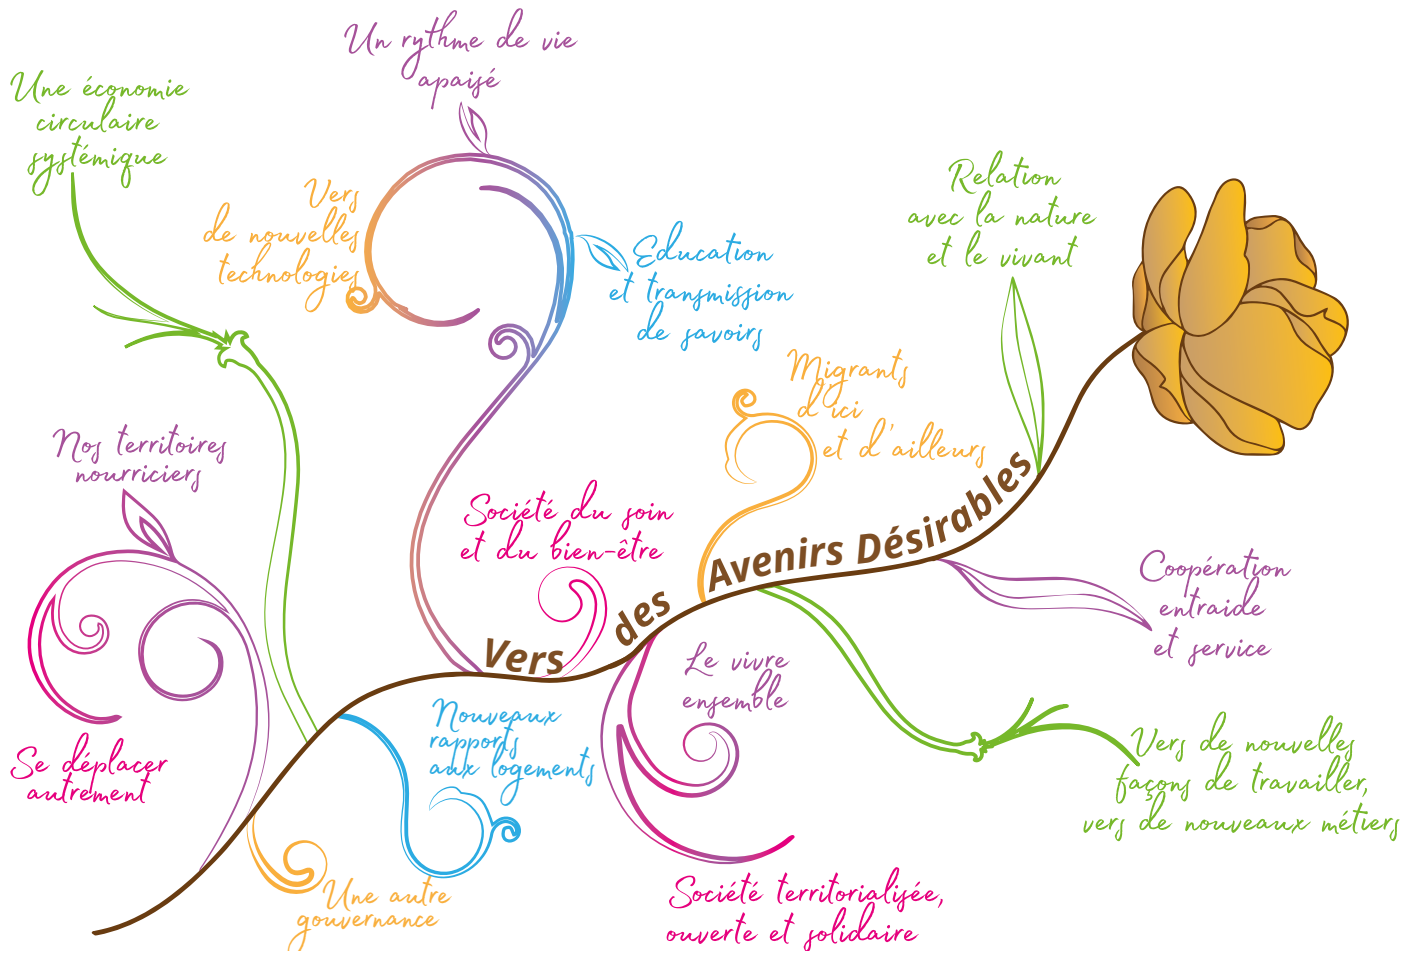 Un rythme de vie
apaisé
Une économie
circulaire
systémique
Vers
de nouvelles
technologies
Education
et transmission
de savoirs
Relation
avec la nature
et le vivant
Migrants
d'ici
et d'ailleurs
Nos territoires
nourriciers
Société du soin
et du bien-être
Vers des Avenirs Désirables
Coopération
entraide
et service
Le vivre
ensemble
Nouveaux
rapports
aux logements
Se déplacer
autrement
Vers de nouvelles
façons de travailler,
vers de nouveaux métiers
Une autre
gouvernance
Société territorialisée,
ouverte et solidaire